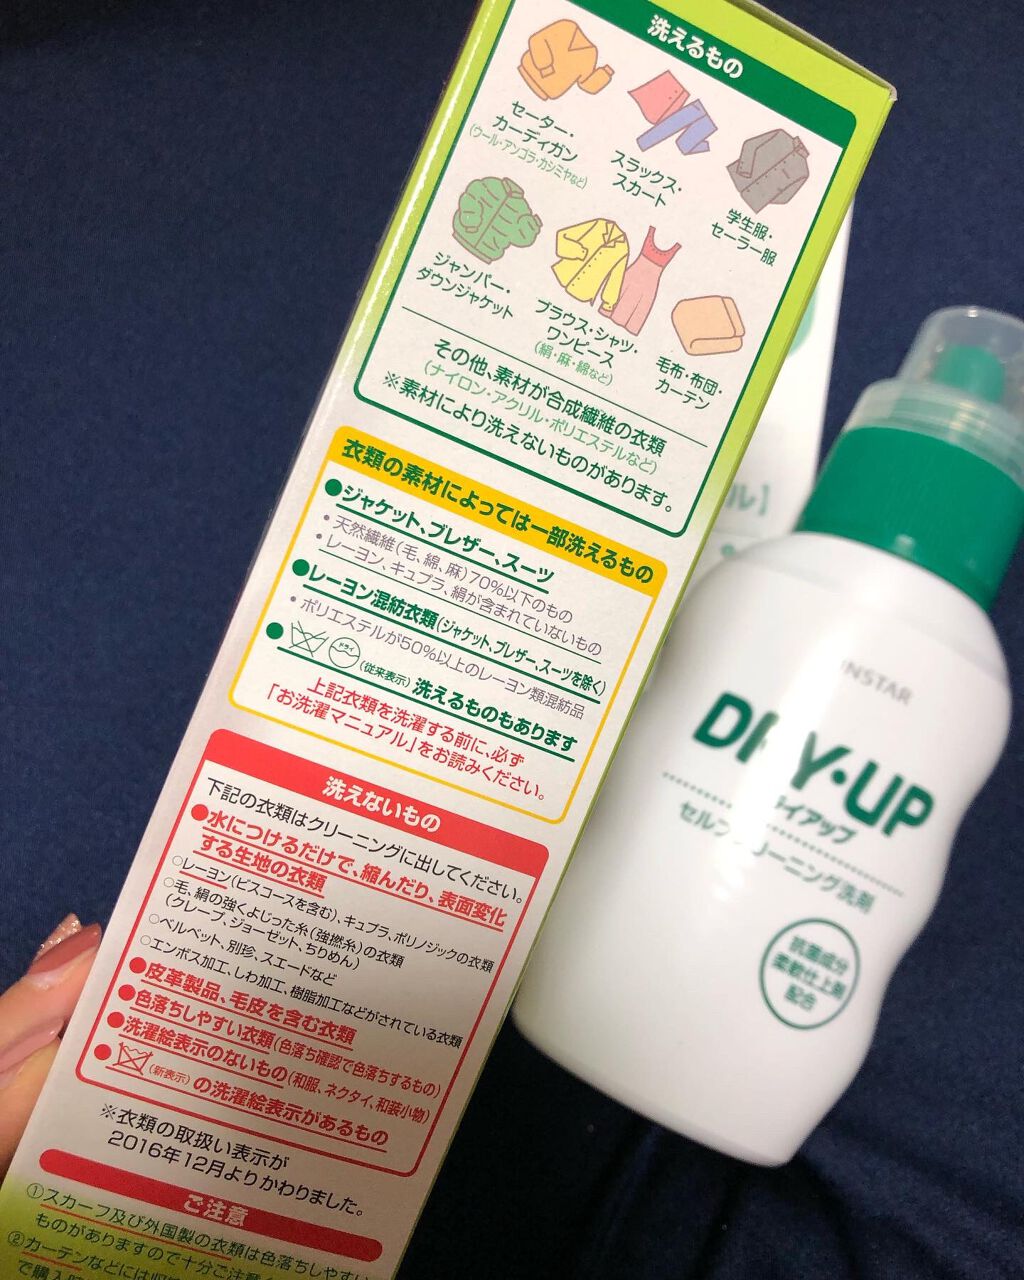 洗えるもの
セーター・
カーディガン
(ウール・アンゴラ・カシミヤなど)
スラックス・
スカート
学生服・
セーラー服
ジャンパー・
ダウンジャケット
ブラウス・シャツ・
ワンピース
(絹・麻・綿など)
毛布・布団・
カーテン
その他、素材が合成繊維の衣類
(ナイロン・アクリル・ポリエステルなど)
※素材により洗えないものがあります。
衣類の素材によっては一部洗えるもの
●ジャケット、ブレザー、スーツ
・天然繊維(毛、綿、麻)70%以下のもの
・レーヨン、キュプラ、絹が含まれていないもの
●レーヨン混紡衣類(ジャケット、ブレザー、スーツを除く)
・ポリエステルが50%以上のレーヨン類混紡品
● ドライ (従来表示) 洗えるものもあります
上記衣類を洗濯する前に、必ず
「お洗濯マニュアル」をお読みください。
洗えないもの
下記の衣類はクリーニングに出してください。
●水につけるだけで、縮んだり、表面変化
する生地の衣類
○レーヨン(ビスコースを含む)、キュプラ、ポリノジックの衣類
○毛、絹の強くよじった糸(強撚糸)の衣類
(クレープ、ジョーゼット、ちりめん)
○ベルベット、別珍、スエードなど
○エンボス加工、しわ加工、樹脂加工などがされている衣類
●皮革製品、毛皮を含む衣類
●色落ちしやすい衣類(色落ち確認で色落ちするもの)
●洗濯絵表示のないもの(和服、ネクタイ、和装小物)
● (新表示) の洗濯絵表示があるもの
※衣類の取扱い表示が
2016年12月よりかわりました。
ご注意
①スカーフ及び外国製の衣類は色落ちしやすい
ものがありますので十分ご注意
②カーテンなどには収
で購入
ル】
INSTAR
DRY・UP
ドライアップ
セルフクリーニング洗剤
抗菌成分
柔軟仕上剤
配合